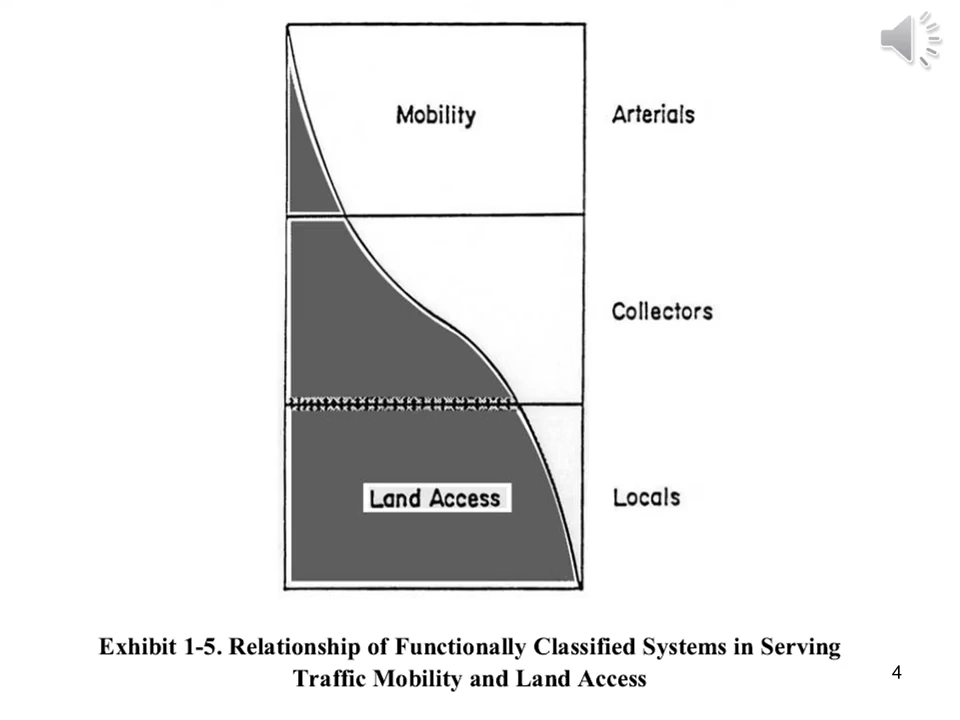 Mobility
Arterials
Collectors
Land Access
Locals
Exhibit 1-5. Relationship of Functionally Classified Systems in Serving
Traffic Mobility and Land Access
4